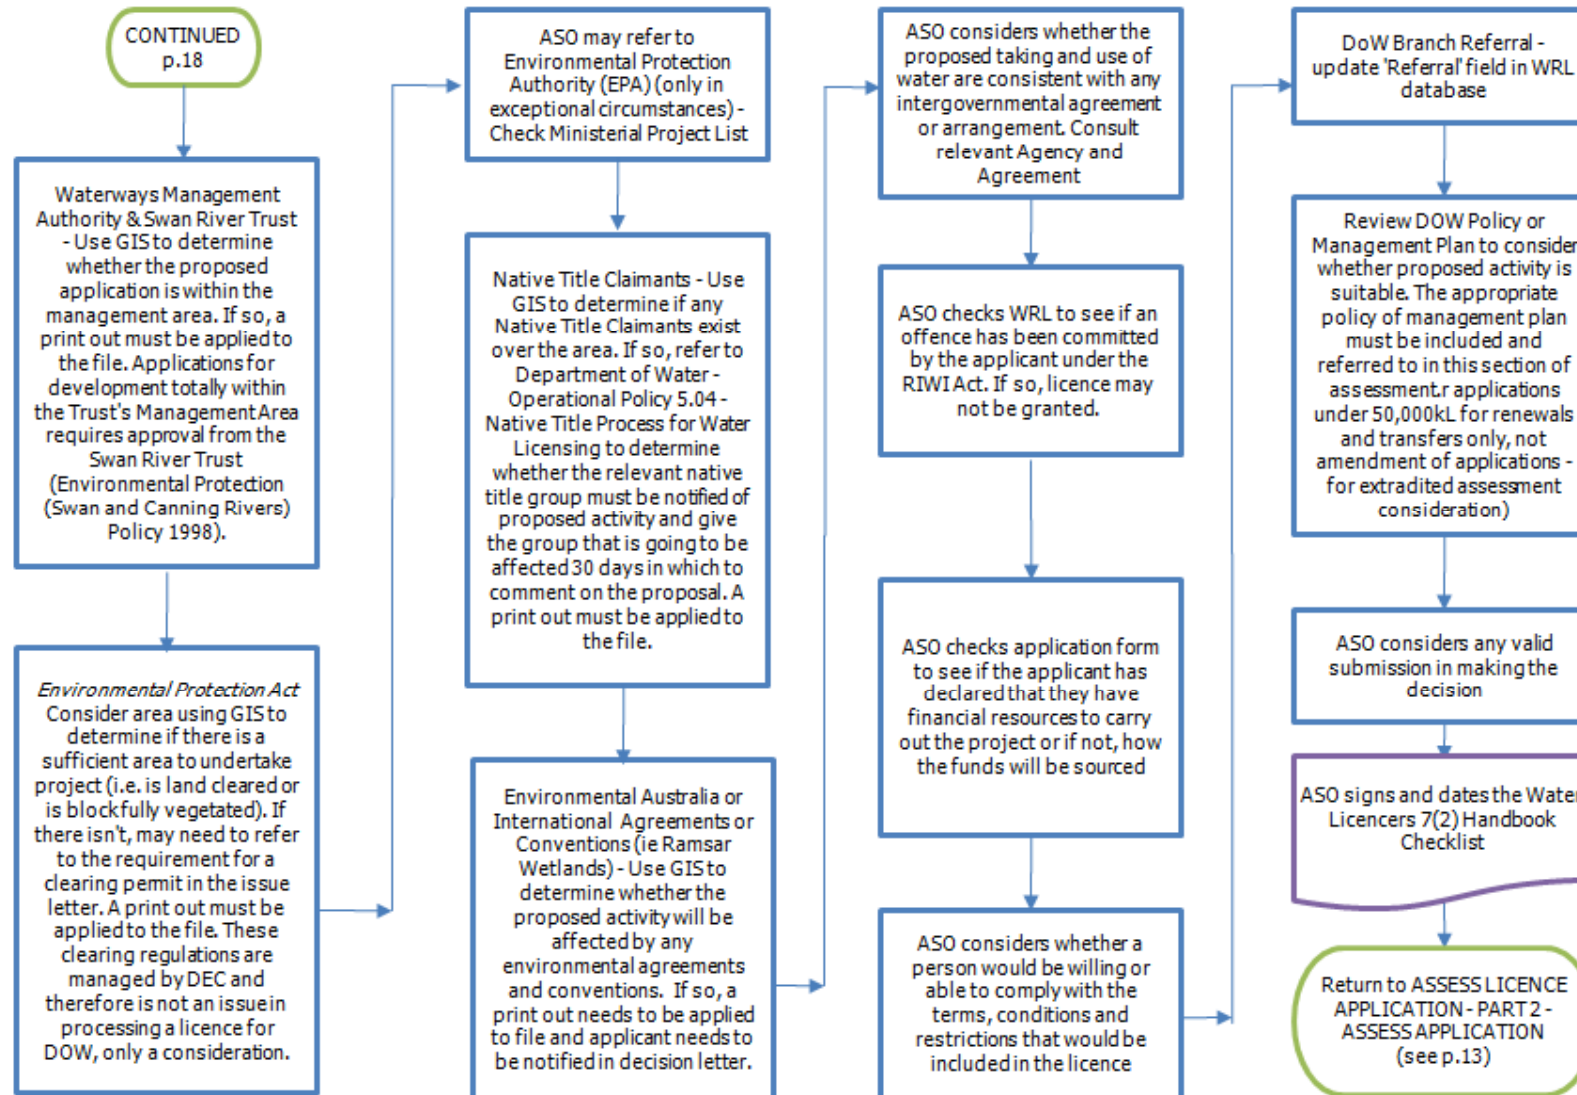 CONTINUED
p.18
Waterways Management
Authority & Swan River Trust
- Use GIS to determine
whether the proposed
application is within the
management area. If so, a
print out must be applied to
the file. Applications for
development totally within
the Trust's Management Area
requires approval from the
Swan River Trust
(Environmental Protection
(Swan and Canning Rivers)
Policy 1998).
Environmental Protection Act
Consider area using GIS to
determine if there is a
sufficient area to undertake
project (i.e. is land cleared or
is block fully vegetated). If
there isn't, may need to refer
to the requirement for a
clearing permit in the issue
letter. A print out must be
applied to the file. These
clearing regulations are
managed by DEC and
therefore is not an issue in
processing a licence for
DOW, only a consideration.
ASO may refer to
Environmental Protection
Authority (EPA) (only in
exceptional circumstances) -
Check Ministerial Project List
Native Title Claimants - Use
GIS to determine if any
Native Title Claimants exist
over the area. If so, refer to
Department of Water -
Operational Policy 5.04 -
Native Title Process for Water
Licensing to determine
whether the relevant native
title group must be notified of
proposed activity and give
the group that is going to be
affected 30 days in which to
comment on the proposal. A
print out must be applied to
the file.
Environmental Australia or
International Agreements or
Conventions (ie Ramsar
Wetlands) - Use GIS to
determine whether the
proposed activity will be
affected by any
environmental agreements
and conventions. If so, a
print out needs to be applied
to file and applicant needs to
be notified in decision letter.
ASO considers whether the
proposed taking and use of
water are consistent with any
intergovernmental agreement
or arrangement. Consult
relevant Agency and
Agreement
ASO checks WRL to see if an
offence has been committed
by the applicant under the
RIWI Act. If so, licence may
not be granted.
ASO checks application form
to see if the applicant has
declared that they have
financial resources to carry
out the project or if not, how
the funds will be sourced
ASO considers whether a
person would be willing or
able to comply with the
terms, conditions and
restrictions that would be
included in the licence
DoW Branch Referral -
update 'Referral' field in WRL
database
Review DOW Policy or
Management Plan to consider
whether proposed activity is
suitable. The appropriate
policy of management plan
must be included and
referred to in this section of
assessment.r applications
under 50,000kL for renewals
and transfers only, not
amendment of applications -
for extradited assessment
consideration)
ASO considers any valid
submission in making the
decision
ASO signs and dates the Water
Licencers 7(2) Handbook
Checklist
Return to ASSESS LICENCE
APPLICATION - PART 2 -
ASSESS APPLICATION
(see p.13)